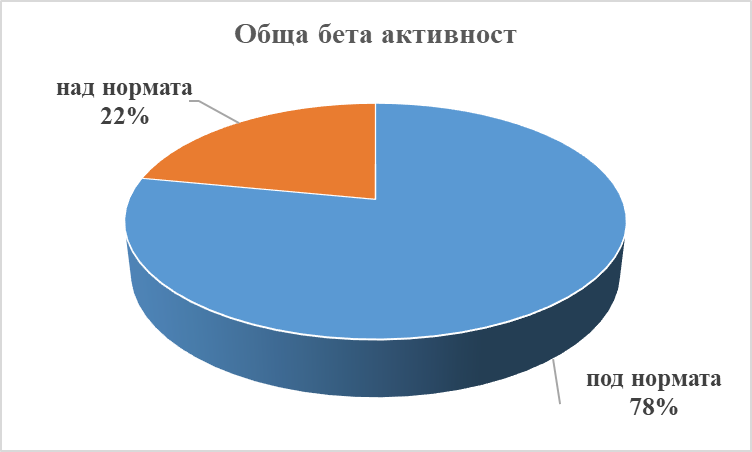 Обща бета активност
над нормата
22%
под нормата
78%